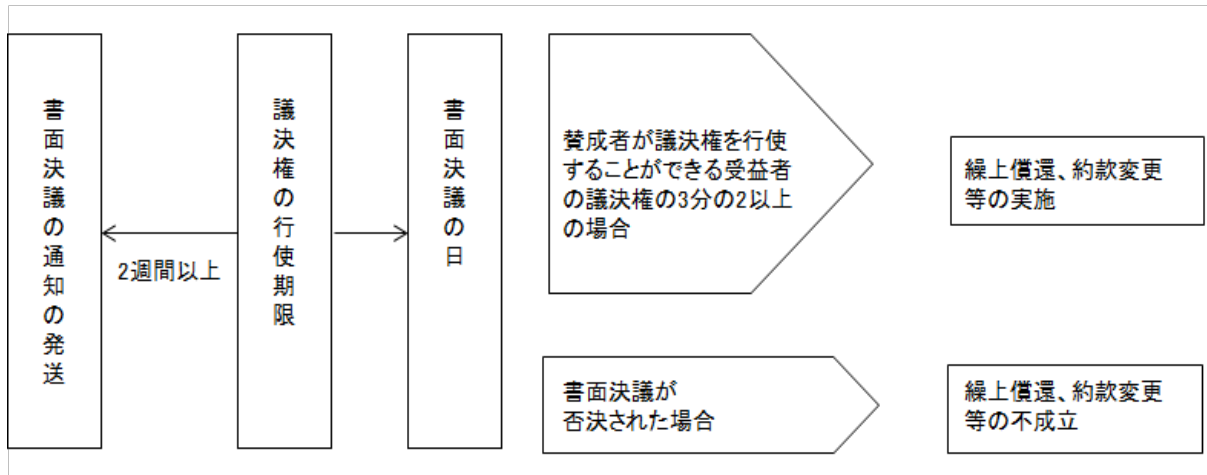 書面決議の通知の発送
2週間以上
議決権の行使期限
書面決議の日
賛成者が議決権を行使
することができる受益者
の議決権の3分の2以上
の場合
繰上償還、約款変更
等の実施
書面決議が
否決された場合
繰上償還、約款変更
等の不成立